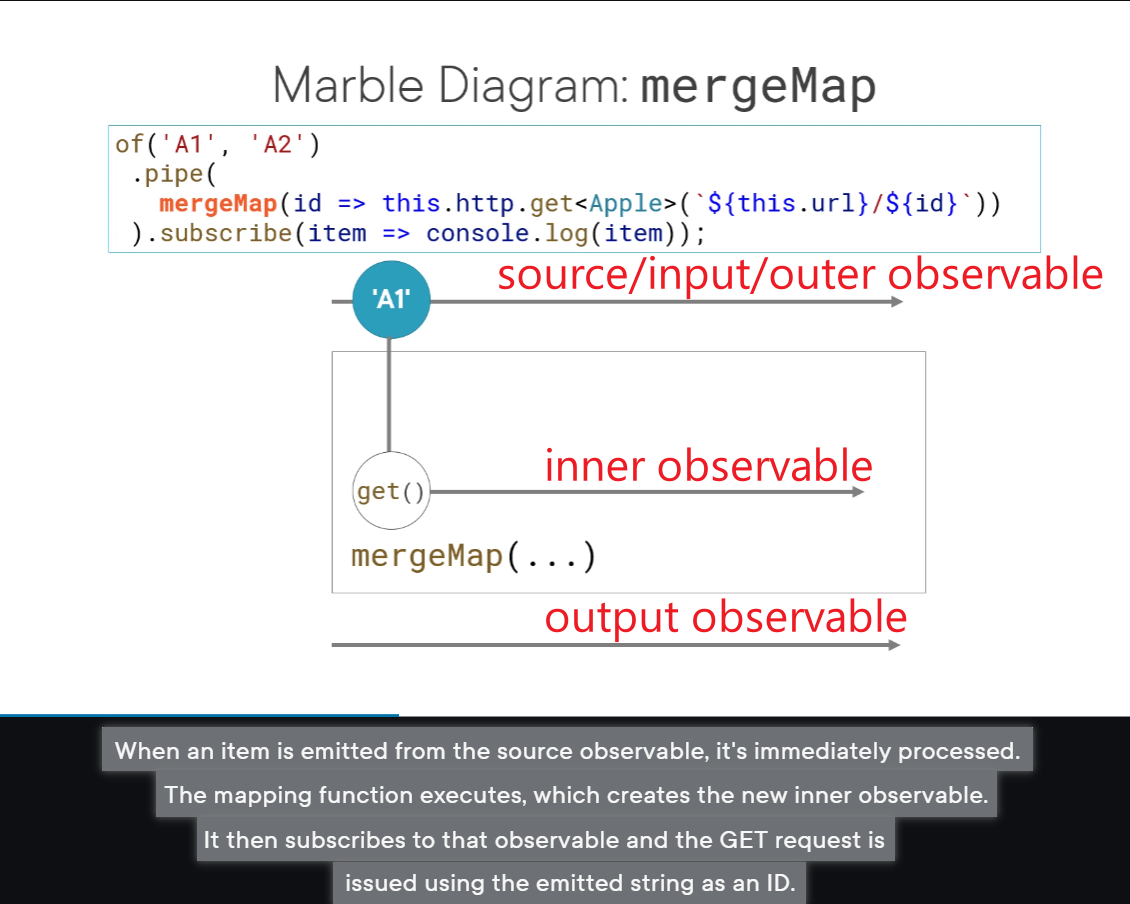 Marble Diagram: mergeMap
of('A1', 'A2')
.pipe(
mergeMap(id => this.http.get<Apple>(`${this.url}/${id}`))
).subscribe(item => console.log(item));
source/input/outer observable
'A1'
inner observable
get()
mergeMap(...)
output observable
When an item is emitted from the source observable, it's immediately processed.
The mapping function executes, which creates the new inner observable.
It then subscribes to that observable and the GET request is
issued using the emitted string as an ID.